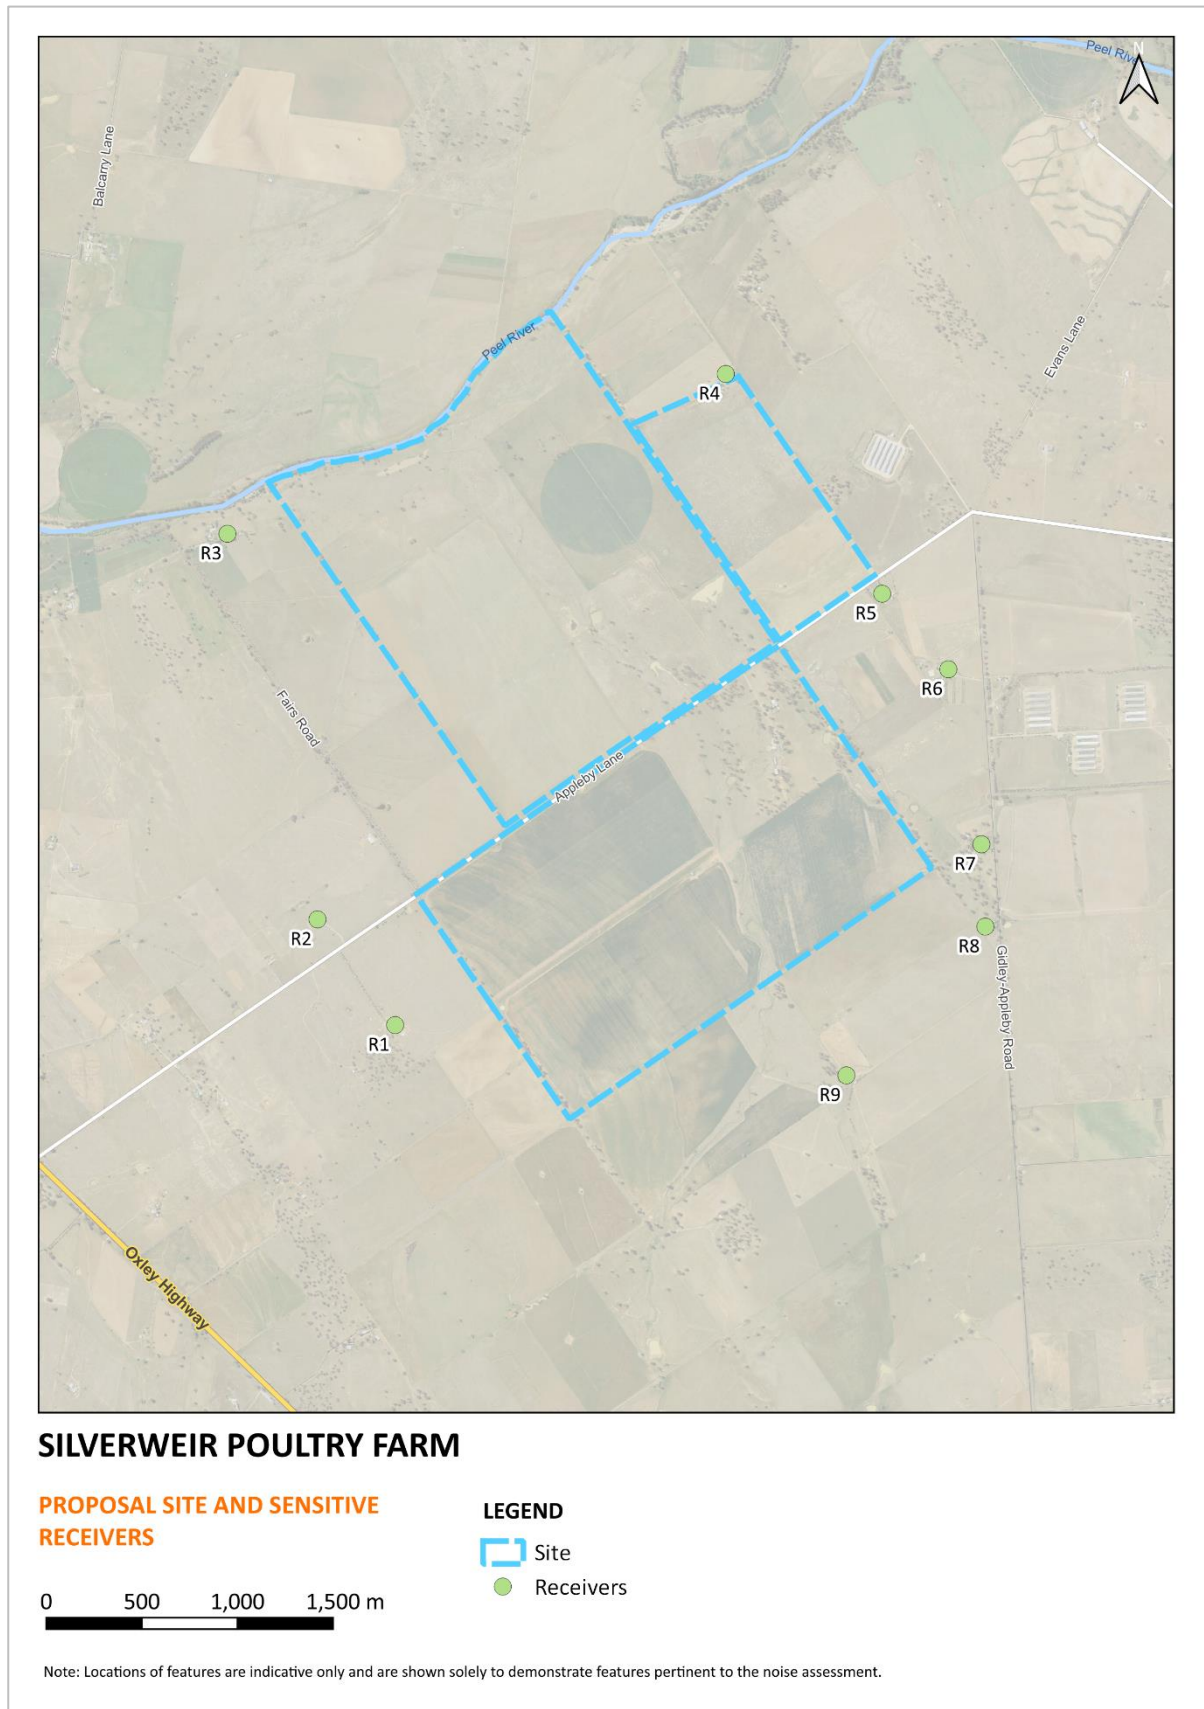 Peel River
N
Balcarry Lane
Peel River
Evans Lane
R4
R3
R5
R6
Fairs Road
Appleby Lane
R7
R2
R8
Gidley-Appleby Road
R1
R9
Oxley Highway
SILVERWEIR POULTRY FARM
PROPOSAL SITE AND SENSITIVE
RECEIVERS
LEGEND
Site
Receivers
0 500 1,000 1,500 m
Note: Locations of features are indicative only and are shown solely to demonstrate features pertinent to the noise assessment.